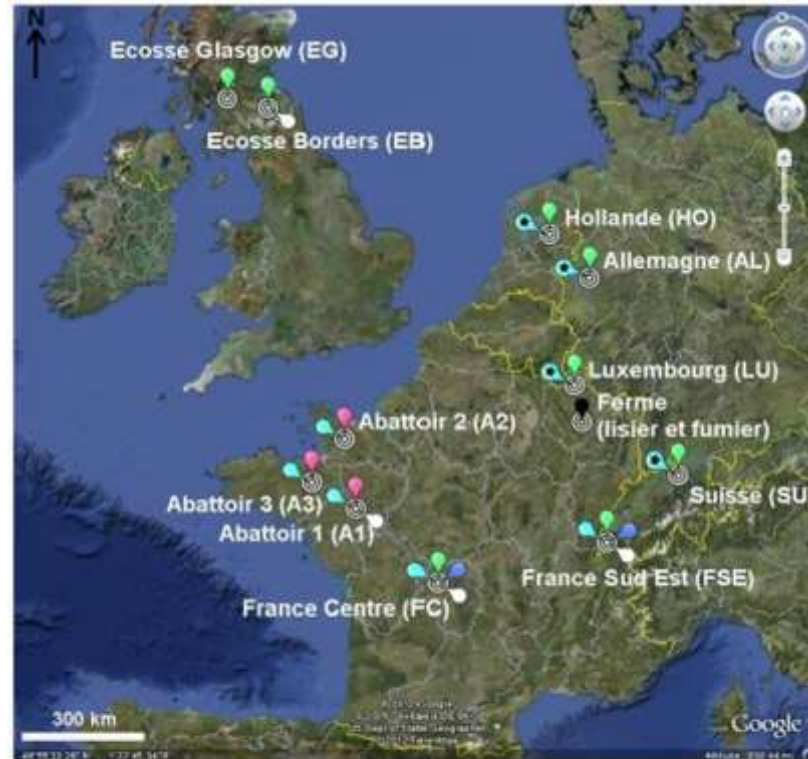 N
Ecosse Glasgow (EG)
Ecosse Borders (EB)
Hollande (HO)
Allemagne (AL)
Luxembourg (LU)
Ferme
(lisier et fumier)
Abattoir 2 (A2)
Suisse (SU
Abattoir 3 (A3)
Abattoir 1 (A1)
France Sud Est (FSE)
France Centre (FC)
300 km
Google